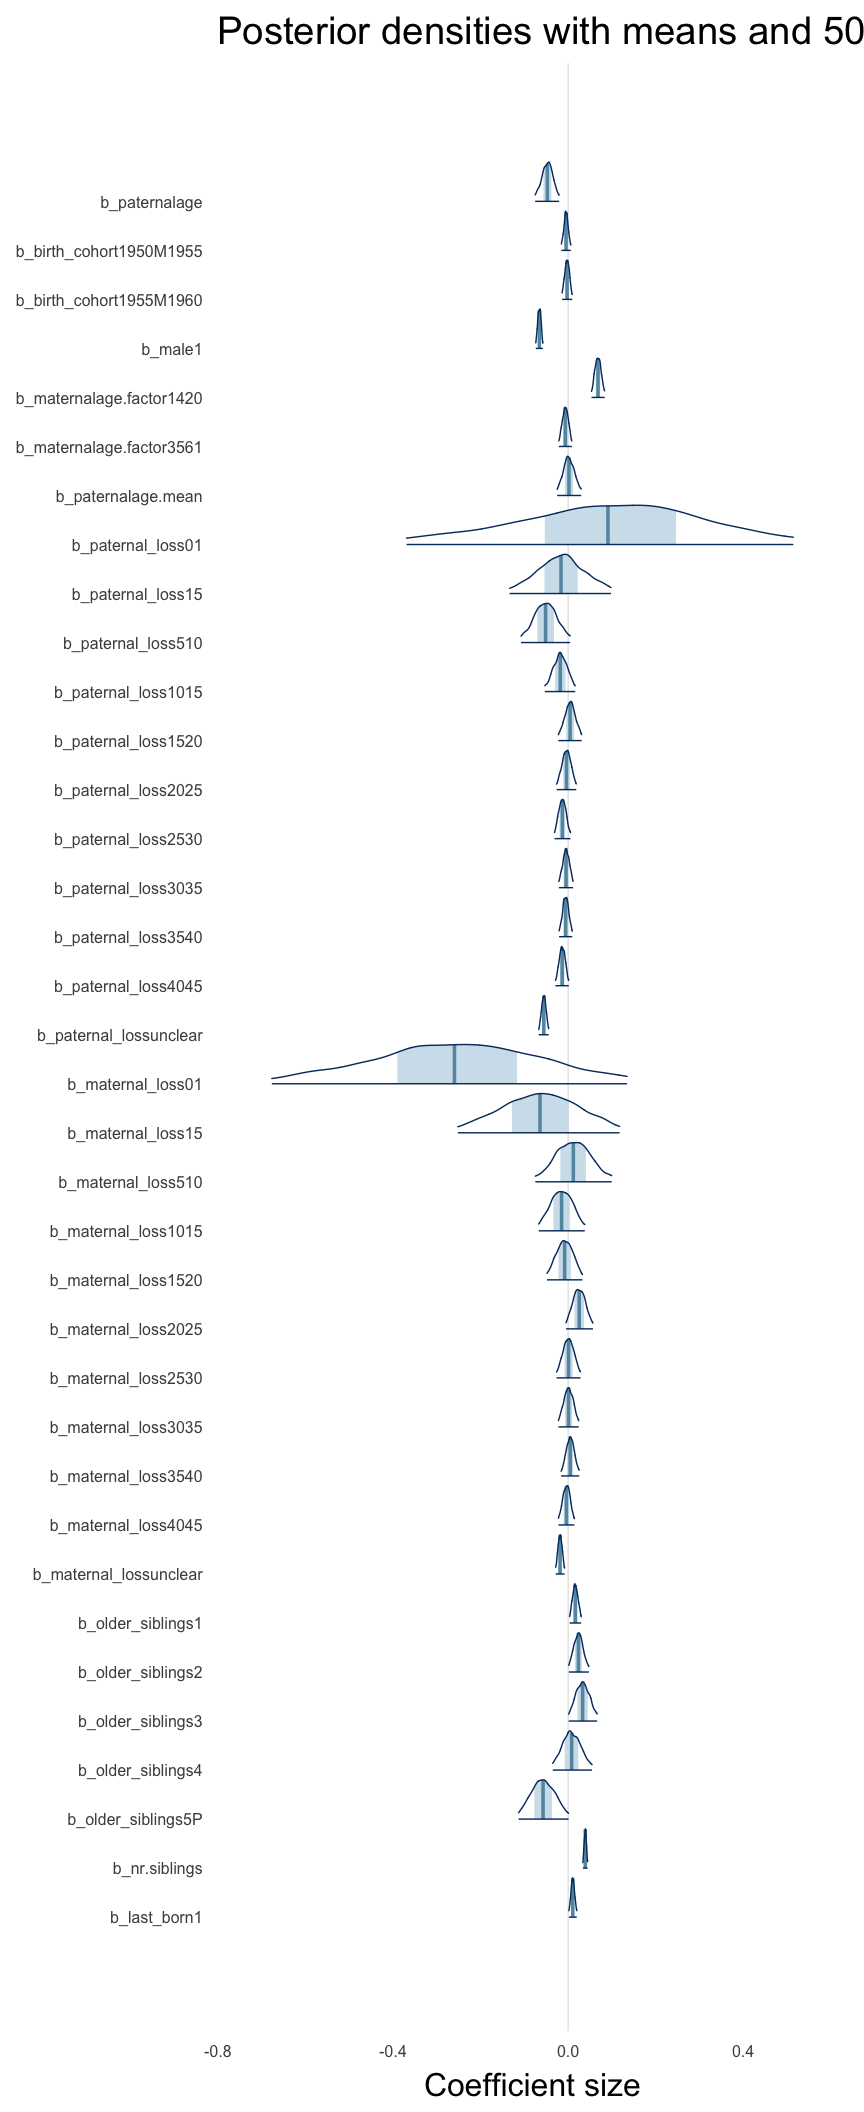 Posterior densities with means and 50
b_paternalage
b_birth_cohort1950M1955
b_birth_cohort1955M1960
b_male1
b_maternalage.factor1420
b_maternalage.factor3561
b_paternalage.mean
b_paternal_loss01
b_paternal_loss15
b_paternal_loss510
b_paternal_loss1015
b_paternal_loss1520
b_paternal_loss2025
b_paternal_loss2530
b_paternal_loss3035
b_paternal_loss3540
b_paternal_loss4045
b_paternal_lossunclear
b_maternal_loss01
b_maternal_loss15
b_maternal_loss510
b_maternal_loss1015
b_maternal_loss1520
b_maternal_loss2025
b_maternal_loss2530
b_maternal_loss3035
b_maternal_loss3540
b_maternal_loss4045
b_maternal_lossunclear
b_older_siblings1
b_older_siblings2
b_older_siblings3
b_older_siblings4
b_older_siblings5P
b_nr.siblings
b_last_born1
-0.8 -0.4 0.0 0.4
Coefficient size